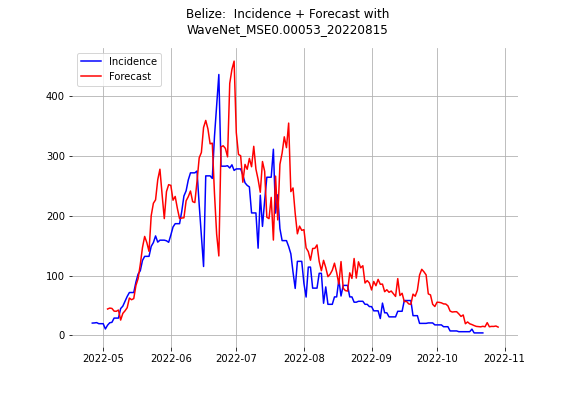 Belize:  Incidence + Forecast with
WaveNet_MSE0.00053_20220815
Incidence
Forecast
400
300
200
100
0
2022-05 2022-06 2022-07 2022-08 2022-09 2022-10 2022-11